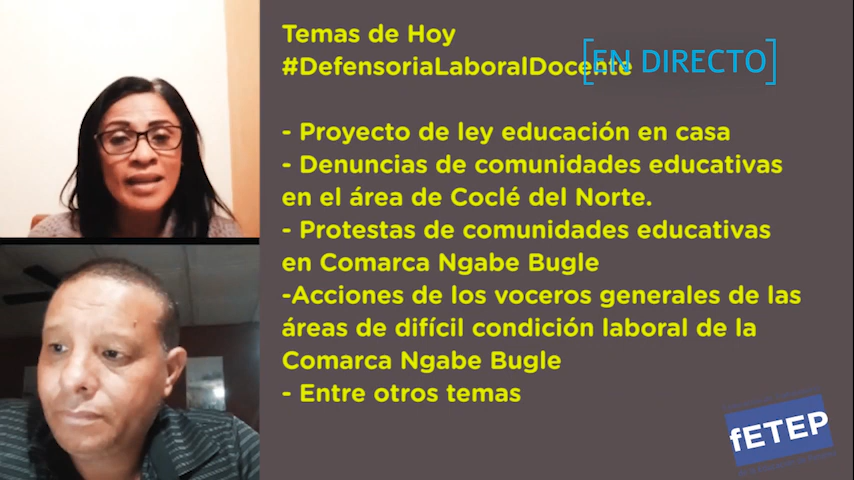 Temas de Hoy
#DefensoriaLaboralDocente
[EN DIRECTO]
- Proyecto de ley educación en casa
- Denuncias de comunidades educativas
en el área de Coclé del Norte.
- Protestas de comunidades educativas
en Comarca Ngabe Bugle
-Acciones de los voceros generales de las
áreas de difícil condición laboral de la
Comarca Ngabe Bugle
- Entre otros temas
fETEP